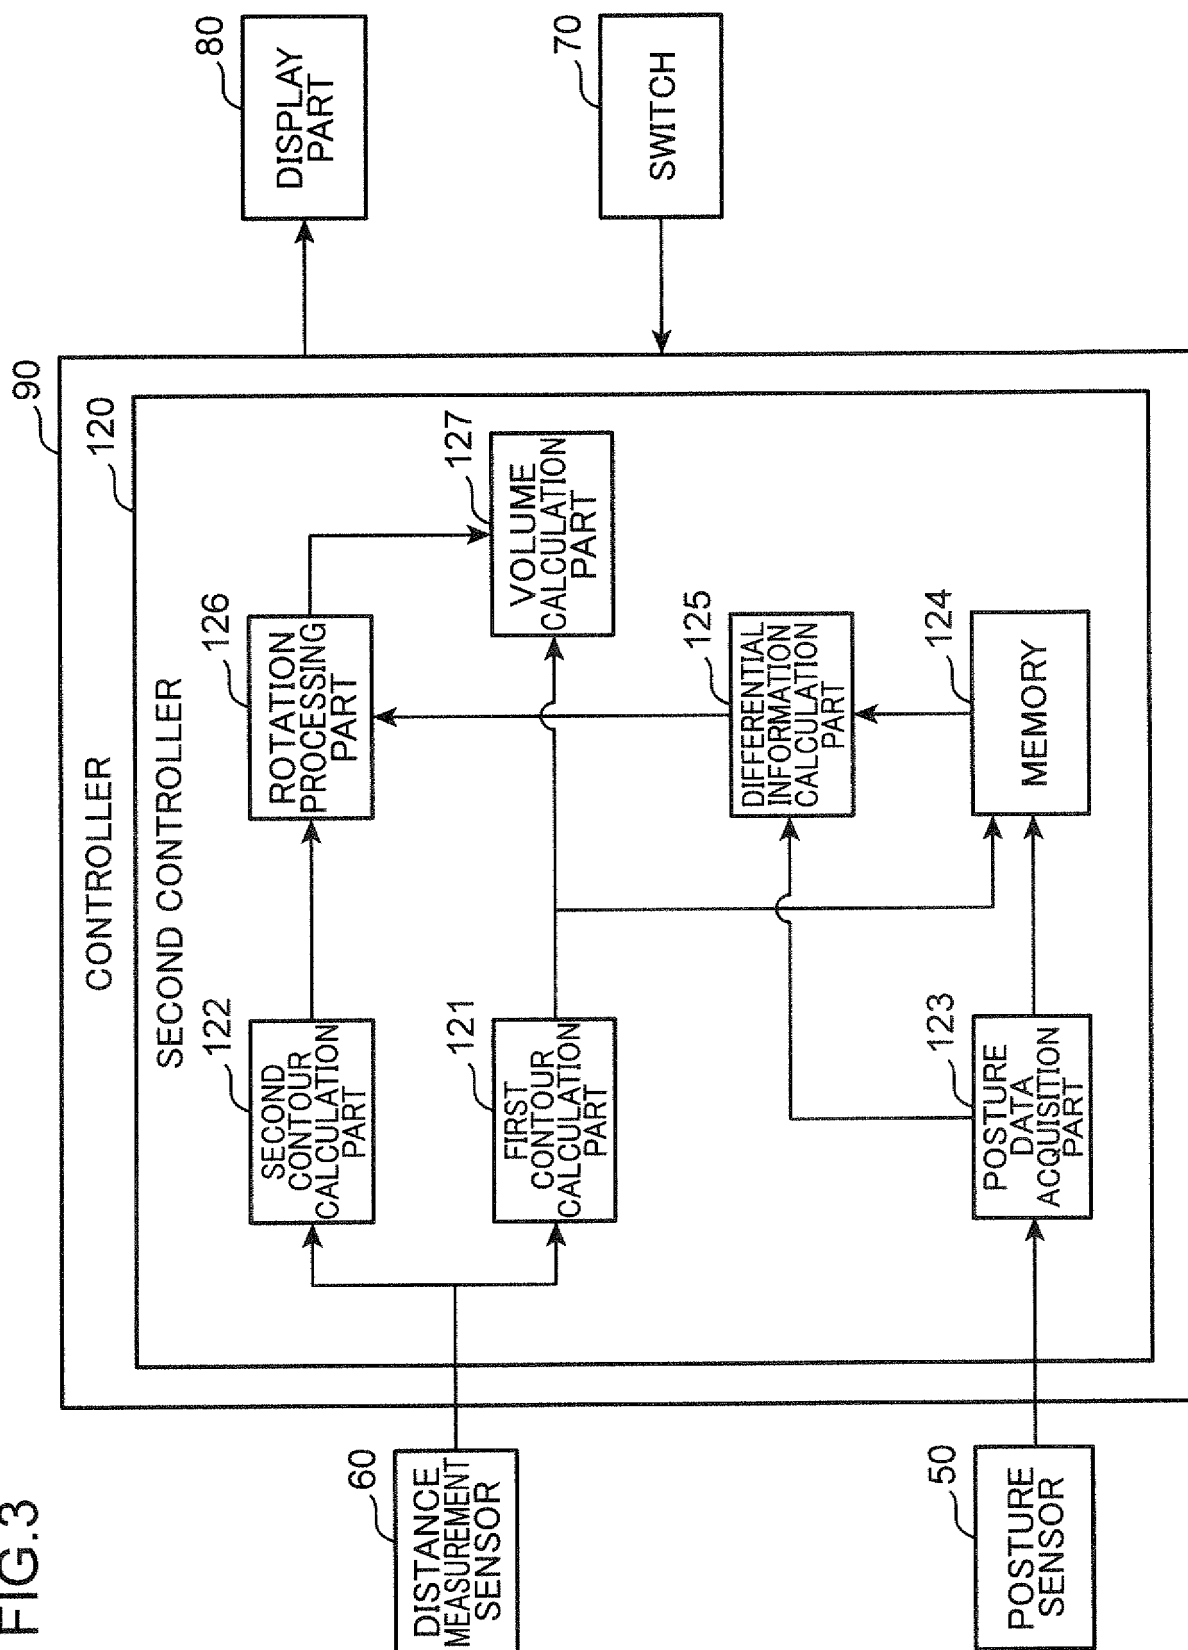 FIG.3
90
CONTROLLER
120
SECOND CONTROLLER
60
DISTANCE
MEASUREMENT
SENSOR
122
SECOND
CONTOUR
CALCULATION
PART
126
ROTATION
PROCESSING
PART
80
DISPLAY
PART
121
FIRST
CONTOUR
CALCULATION
PART
127
VOLUME
CALCULATION
PART
70
SWITCH
125
DIFFERENTIAL
INFORMATION
CALCULATION
PART
50
POSTURE
SENSOR
123
POSTURE
DATA
ACQUISITION
PART
124
MEMORY